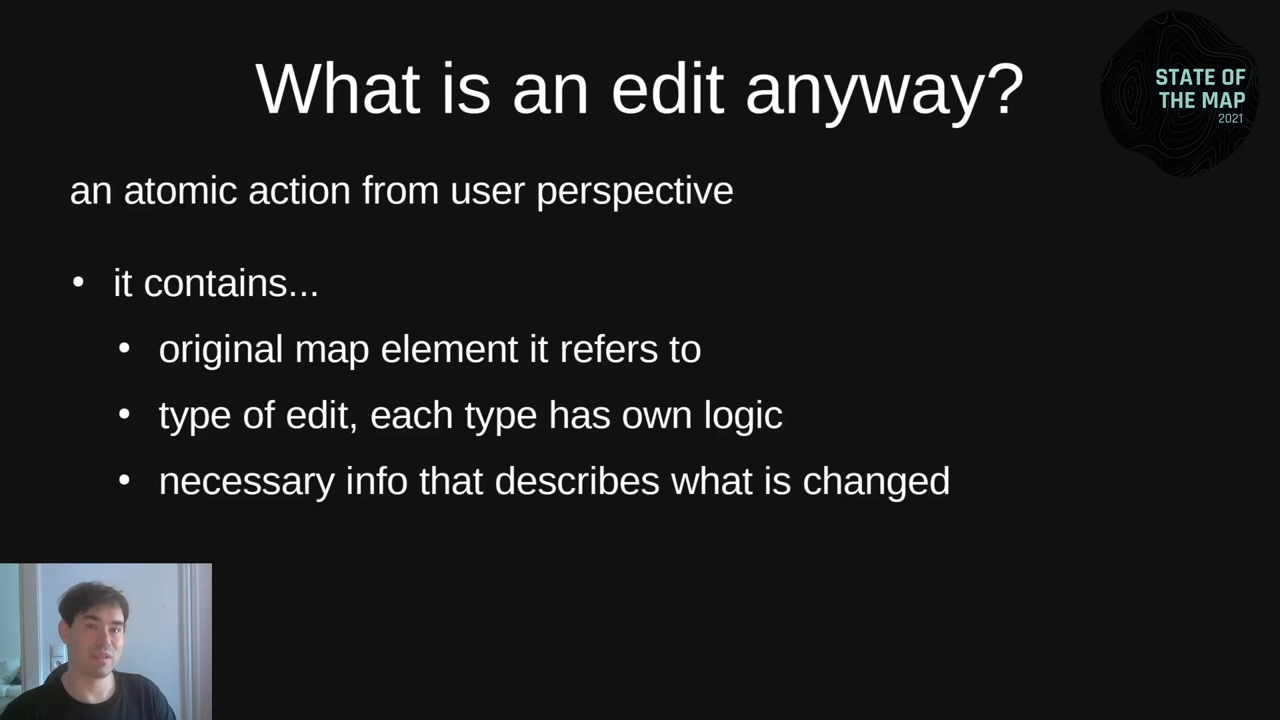 What is an edit anyway?
STATE OF
THE MAP
2021
an atomic action from user perspective
• it contains...
• original map element it refers to
• type of edit, each type has own logic
• necessary info that describes what is changed